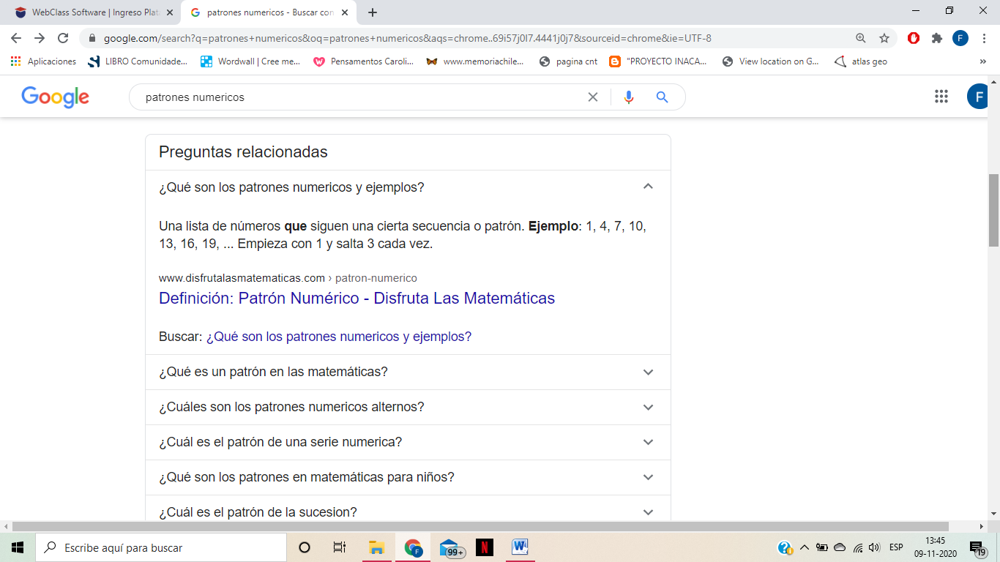 WebClass Software | Ingreso Plat
patrones numericos - Buscar con
google.com/search?q=patrones+numericos&oq=patrones+numericos&aqs=chrome..69i57j0l7.4441j0j7&sourceid=chrome&ie=UTF-8
F
Aplicaciones
LIBRO Comunidade...
Wordwall | Cree me...
Pensamentos Caroli...
www.memoriachile...
pagina cnt
"PROYECTO INACA...
View location on G...
atlas geo
»
Google
patrones numericos
F
Preguntas relacionadas
¿Qué son los patrones numericos y ejemplos?
Una lista de números que siguen una cierta secuencia o patrón. Ejemplo: 1, 4, 7, 10,
13, 16, 19, ... Empieza con 1 y salta 3 cada vez.
www.disfrutalasmatematicas.com › patron-numerico
Definición: Patrón Numérico - Disfruta Las Matemáticas
Buscar: ¿Qué son los patrones numericos y ejemplos?
¿Qué es un patrón en las matemáticas?
¿Cuáles son los patrones numericos alternos?
¿Cuál es el patrón de una serie numerica?
¿Qué son los patrones en matemáticas para niños?
¿Cuál es el patrón de la sucesion?
Escribe aquí para buscar
F
99+
N
W
ESP
13:45
09-11-2020
19